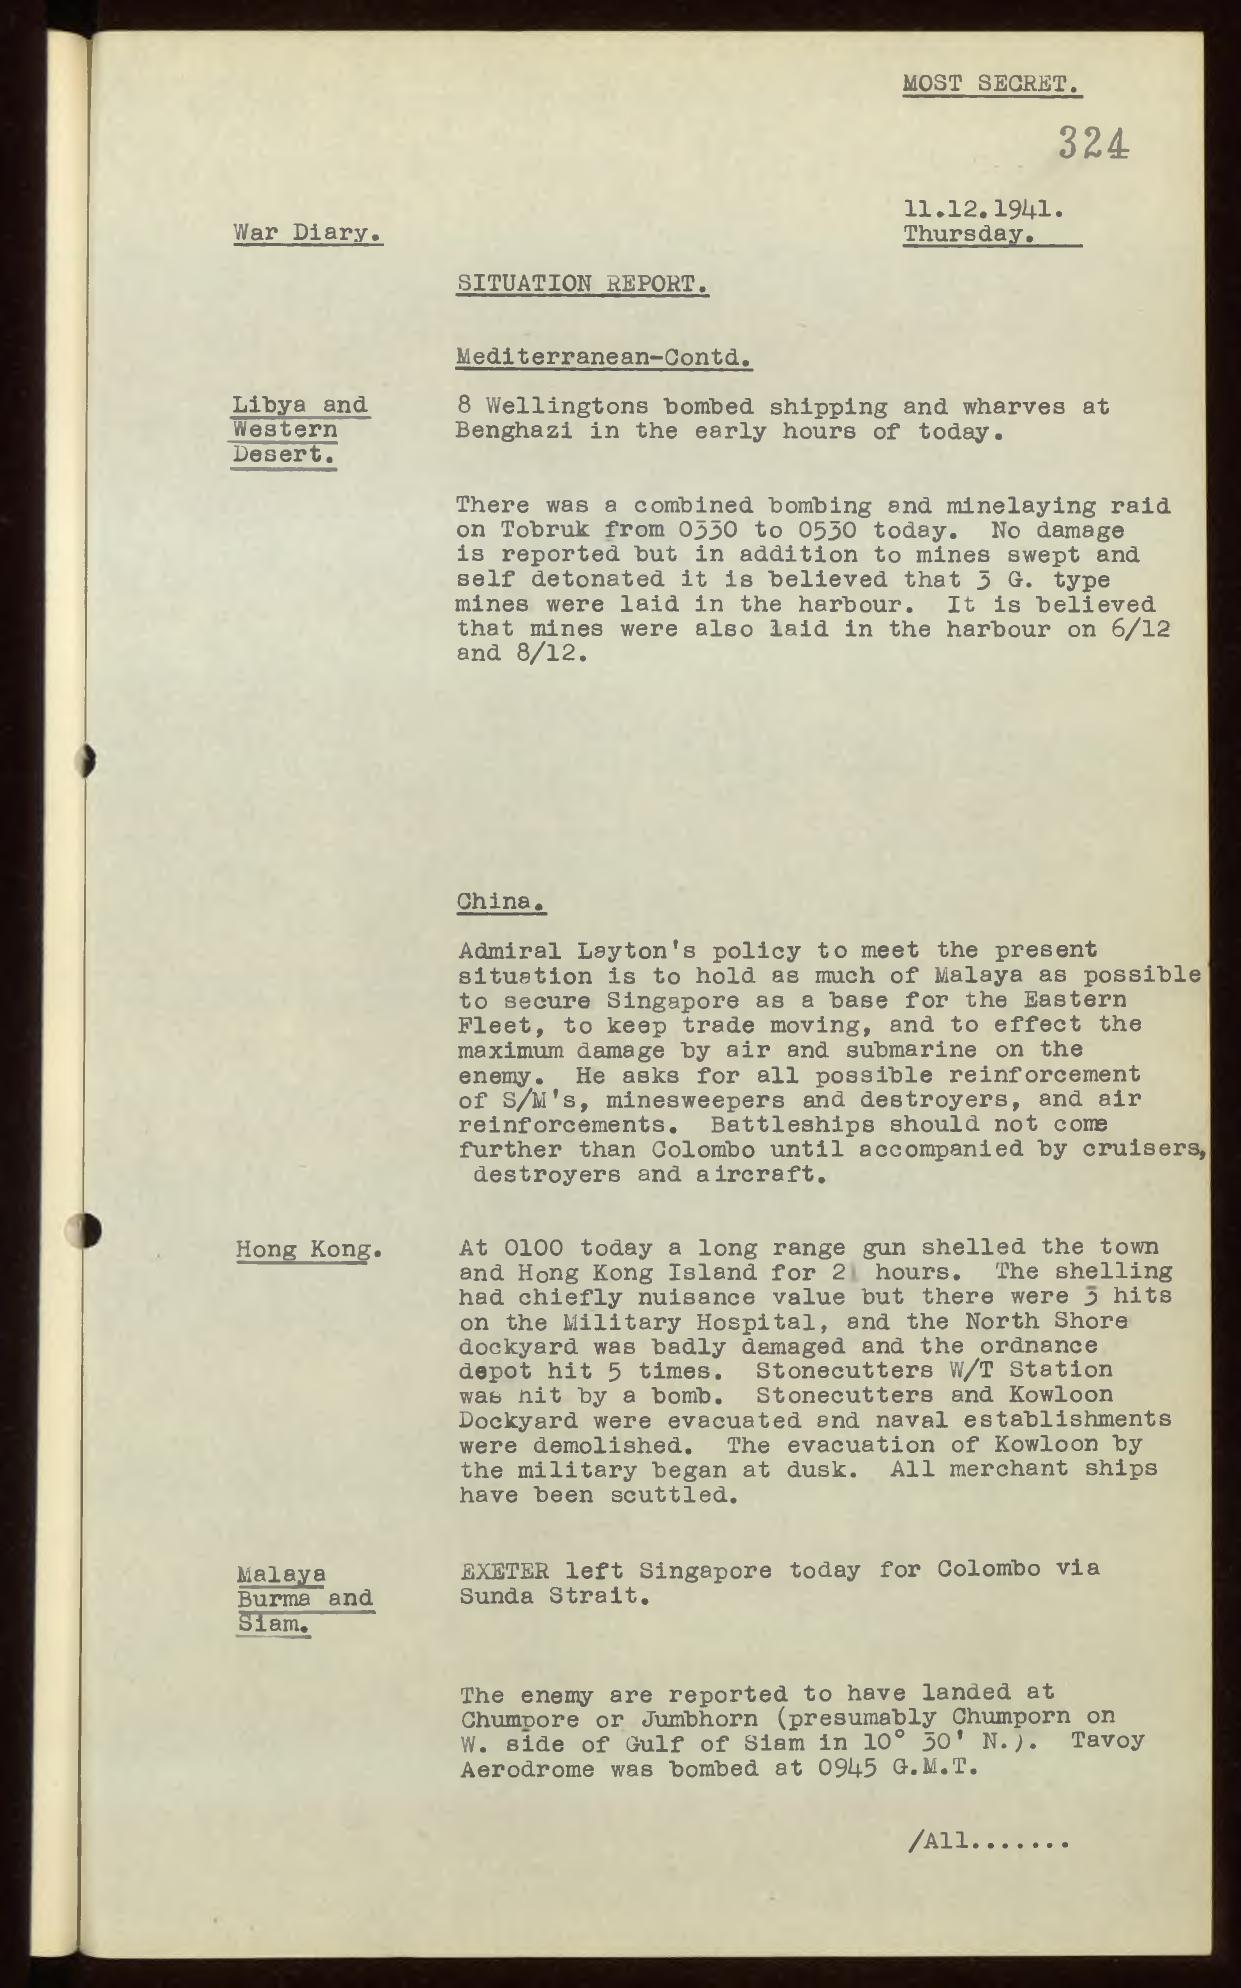 MOST SECRET.
324
11.12.1941.
War Diary.
Thursday.
SITUATION REPORT.
Mediterranean-Contd.
Libya and
Western
Desert.
8 Wellingtons bombed shipping and wharves at
Benghazi in the early hours of today.
There was a combined bombing and minelaying raid
on Tobruk from 0330 to 0530 today. No damage
is reported but in addition to mines swept and
self detonated it is believed that 3 G. type
mines were laid in the harbour. It is believed
that mines were also laid in the harbour on 6/12
and 8/12.
China.
Admiral Layton's policy to meet the present
situation is to hold as much of Malaya as possible
to secure Singapore as a base for the Eastern
Fleet, to keep trade moving, and to effect the
maximum damage by air and submarine on the
enemy. He asks for all possible reinforcement
of S/M's, minesweepers and destroyers, and air
reinforcements. Battleships should not come
further than Colombo until accompanied by cruisers,
destroyers and aircraft.
Hong Kong.
At 0100 today a long range gun shelled the town
and Hong Kong Island for 2 hours. The shelling
had chiefly nuisance value but there were 3 hits
on the Military Hospital, and the North Shore
dockyard was badly damaged and the ordnance
depot hit 5 times. Stonecutters W/T Station
was hit by a bomb. Stonecutters and Kowloon
Dockyard were evacuated and naval establishments
were demolished. The evacuation of Kowloon by
the military began at dusk. All merchant ships
have been scuttled.
Malaya
Burma and
Siam.
EXETER left Singapore today for Colombo via
Sunda Strait.
The enemy are reported to have landed at
Chumpore or Jumbhorn (presumably Chumporn on
W. side of Gulf of Siam in 10° 30' N.). Tavoy
Aerodrome was bombed at 0945 G.M.T.
/All.......